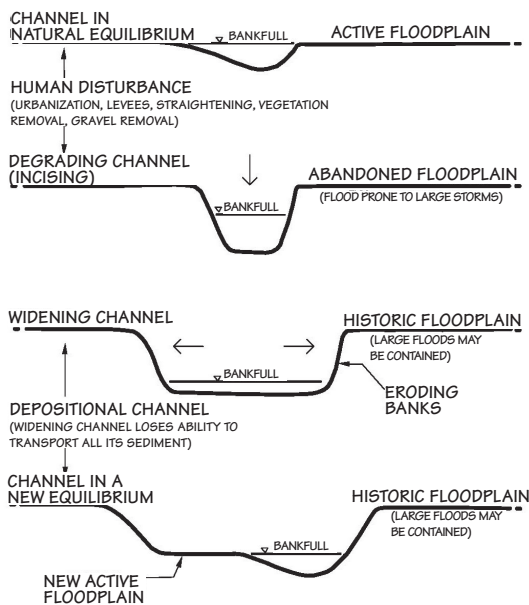 CHANNEL IN
NATURAL EQUILIBRIUM
BANKFULL
ACTIVE FLOODPLAIN
HUMAN DISTURBANCE
(URBANIZATION, LEVEES, STRAIGHTENING, VEGETATION
REMOVAL, GRAVEL REMOVAL)
DEGRADING CHANNEL
(INCISING)
ABANDONED FLOODPLAIN
(FLOOD PRONE TO LARGE STORMS)
BANKFULL
WIDENING CHANNEL
HISTORIC FLOODPLAIN
(LARGE FLOODS MAY
BE CONTAINED)
BANKFULL
ERODING
BANKS
DEPOSITIONAL CHANNEL
(WIDENING CHANNEL LOSES ABILITY TO
TRANSPORT ALL ITS SEDIMENT)
CHANNEL IN A
NEW EQUILIBRIUM
HISTORIC FLOODPLAIN
(LARGE FLOODS MAY
BE CONTAINED)
BANKFULL
NEW ACTIVE
FLOODPLAIN